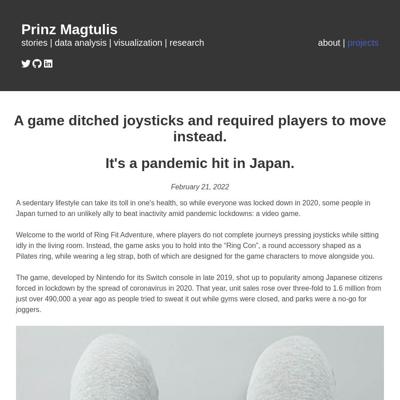 Prinz Magtulis
stories | data analysis | visualization | research
about | projects
A game ditched joysticks and required players to move
instead.
It's a pandemic hit in Japan.
February 21, 2022
A sedentary lifestyle can take its toll in one's health, so while everyone was locked down in 2020, some people in
Japan turned to an unlikely ally to beat inactivity amid pandemic lockdowns: a video game.
Welcome to the world of Ring Fit Adventure, where players do not complete journeys pressing joysticks while sitting
idly in the living room. Instead, the game asks you to hold into the “Ring Con”, a round accessory shaped as a
Pilates ring, while wearing a leg strap, both of which are designed for the game characters to move alongside you.
The game, developed by Nintendo for its Switch console in late 2019, shot up to popularity among Japanese citizens
forced in lockdown by the spread of coronavirus in 2020. That year, unit sales rose over three-fold to 1.6 million from
just over 490,000 a year ago as people tried to sweat it out while gyms were closed, and parks were a no-go for
joggers.